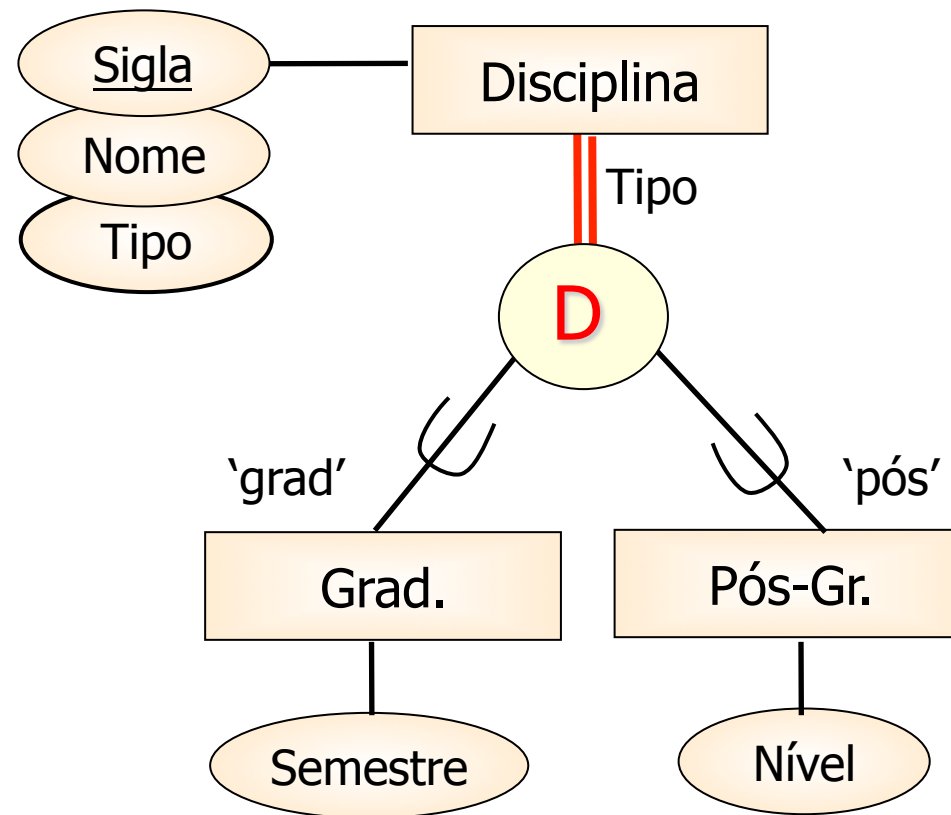 Sigla
Disciplina
Nome
Tipo
Tipo
D
‘grad’
‘pós’
Grad.
Pós-Gr.
Semestre
Nível